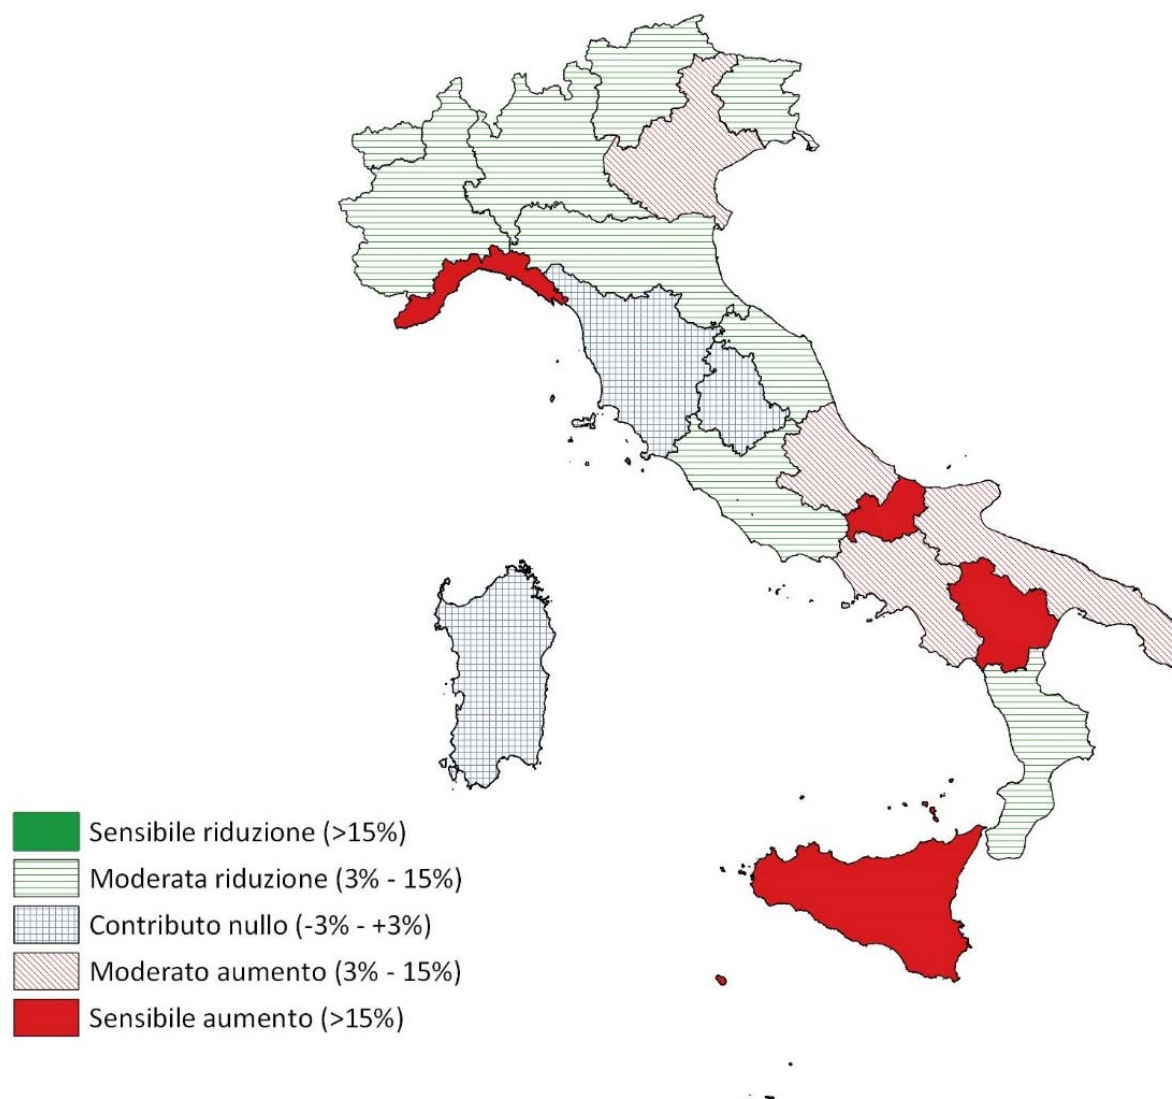 Sensibile riduzione (>15%)
Moderata riduzione (3% - 15%)
Contributo nullo (-3% - +3%)
Moderato aumento (3% - 15%)
Sensibile aumento (>15%)